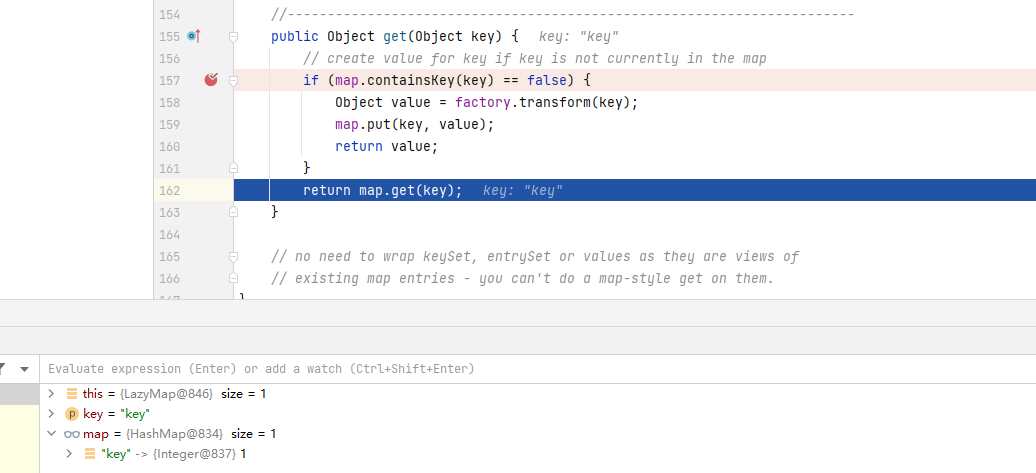 154 //-----------------------------------------------------------------------
155 public Object get(Object key) { key: "key"
156 // create value for key if key is not currently in the map
157 if (map.containsKey(key) == false) {
158 Object value = factory.transform(key);
159 map.put(key, value);
160 return value;
161 }
162 return map.get(key); key: "key"
163 }
164
165 // no need to wrap keySet, entrySet or values as they are views of
166 // existing map entries - you can't do a map-style get on them.
167 }
Evaluate expression (Enter) or add a watch (Ctrl+Shift+Enter)
this = {LazyMap@846} size = 1
p key = "key"
map = {HashMap@834} size = 1
"key" -> {Integer@837} 1